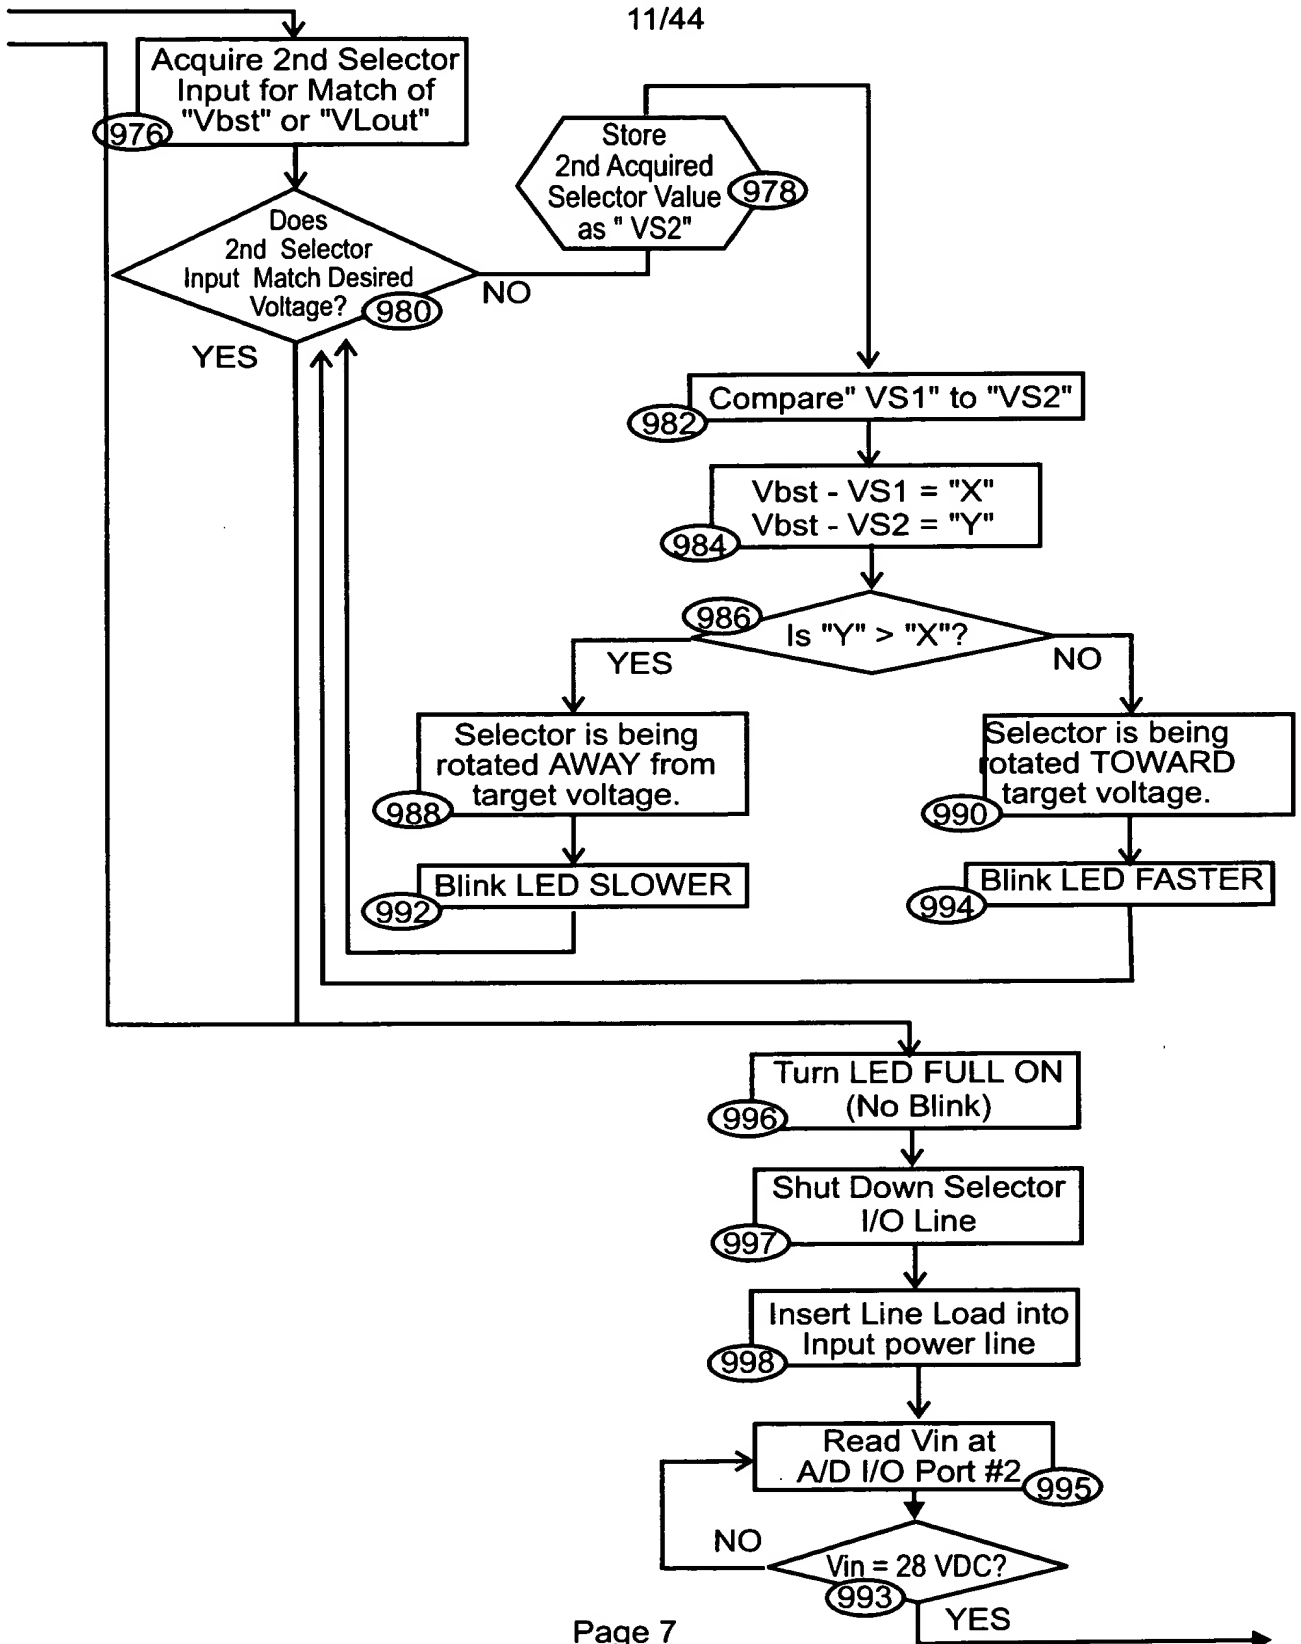 11/44
Acquire 2nd Selector
Input for Match of
"Vbst" or "VLout"
976
Store
2nd Acquired
Selector Value
as " VS2"
978
Does
2nd Selector
Input Match Desired
Voltage?
980
NO
YES
Compare" VS1" to "VS2"
982
Vbst - VS1 = "X"
Vbst - VS2 = "Y"
984
986
Is "Y" > "X"?
YES
NO
Selector is being
rotated AWAY from
target voltage.
988
Selector is being
rotated TOWARD
target voltage.
990
Blink LED SLOWER
992
Blink LED FASTER
994
Turn LED FULL ON
(No Blink)
996
Shut Down Selector
I/O Line
997
Insert Line Load into
Input power line
998
Read Vin at
A/D I/O Port #2
995
NO
Vin = 28 VDC?
993
YES
Page 7